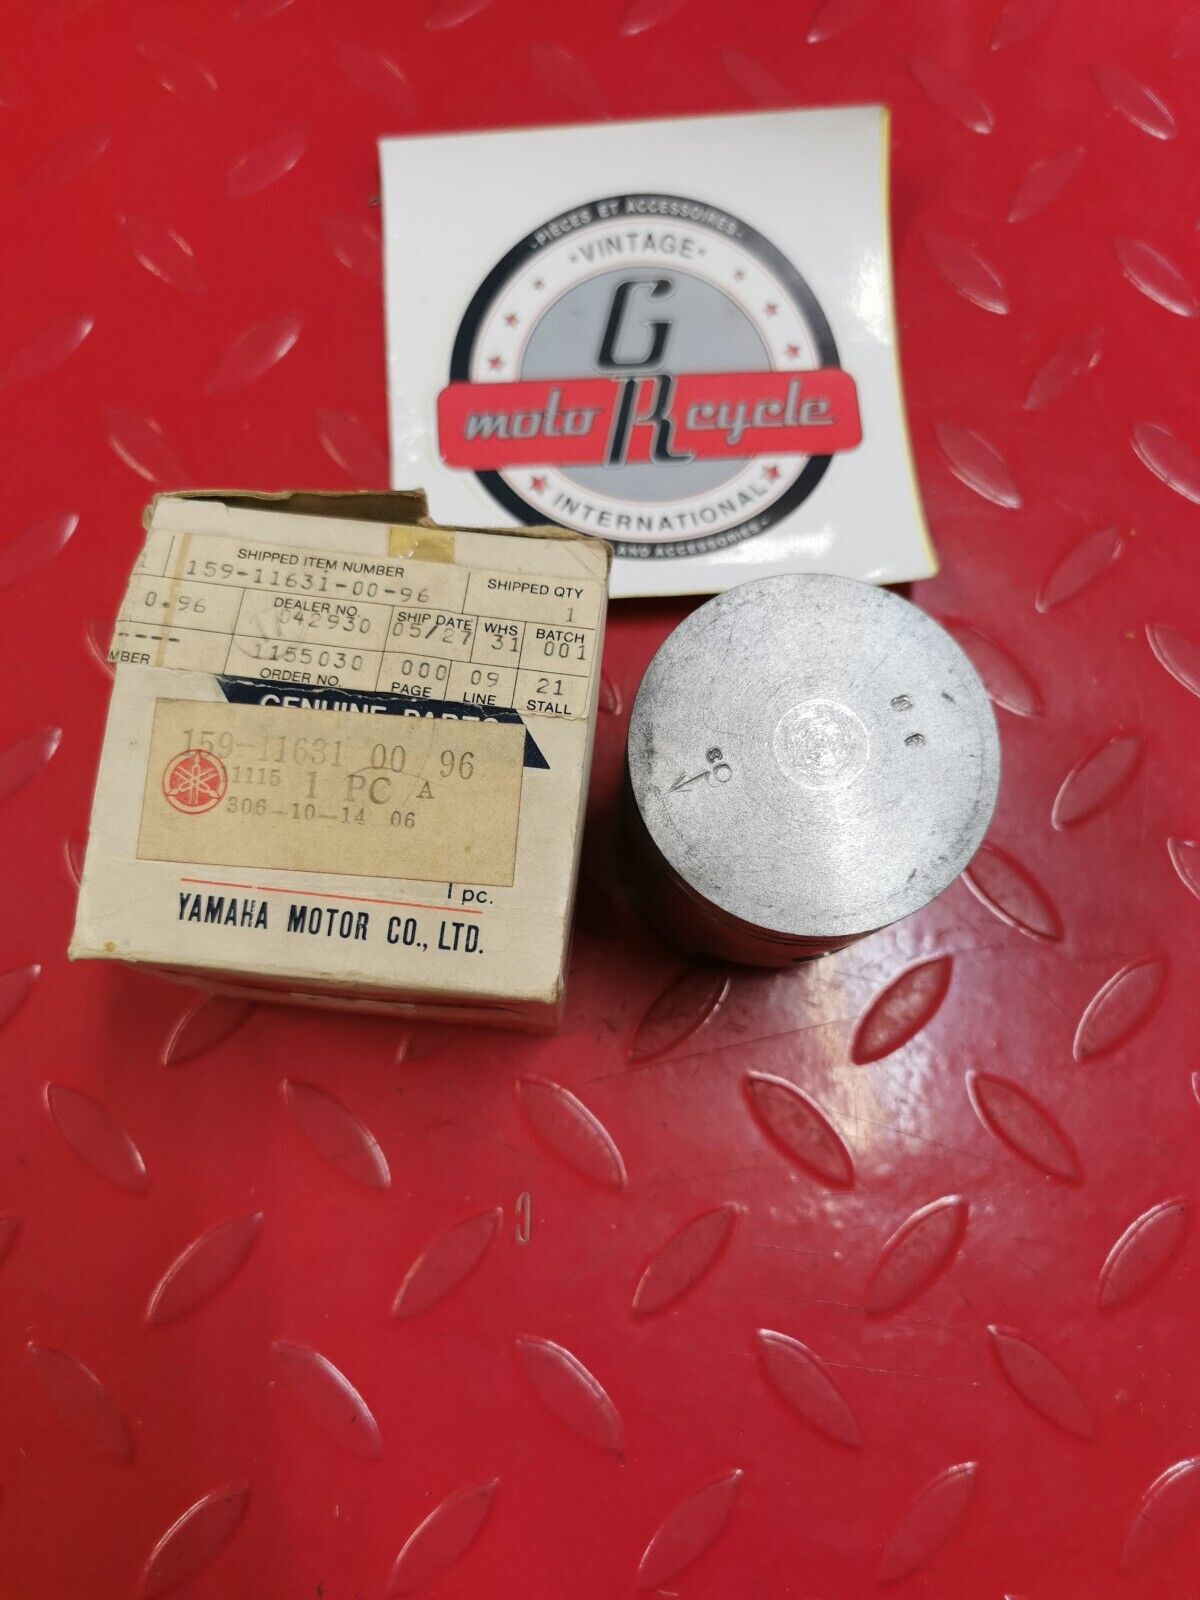 -PIECES ET ACCESSOIRES-
VINTAGE
G
moto R cycle
INTERNATIONAL
AND ACCESSORIES-
SHIPPED ITEM NUMBER
SHIPPED QTY
159-11631-00-96
1
0.96
DEALER NO.
042930
SHIP DATE
05/27
WHS
31
BATCH
001
----
MBER
1155030
ORDER NO.
000
PAGE
09
LINE
21
STALL
GENUINE PARTS
159-11631 00 96
1115 1 PC A
306-10-14 06
1 pc.
YAMAHA MOTOR CO., LTD.
96